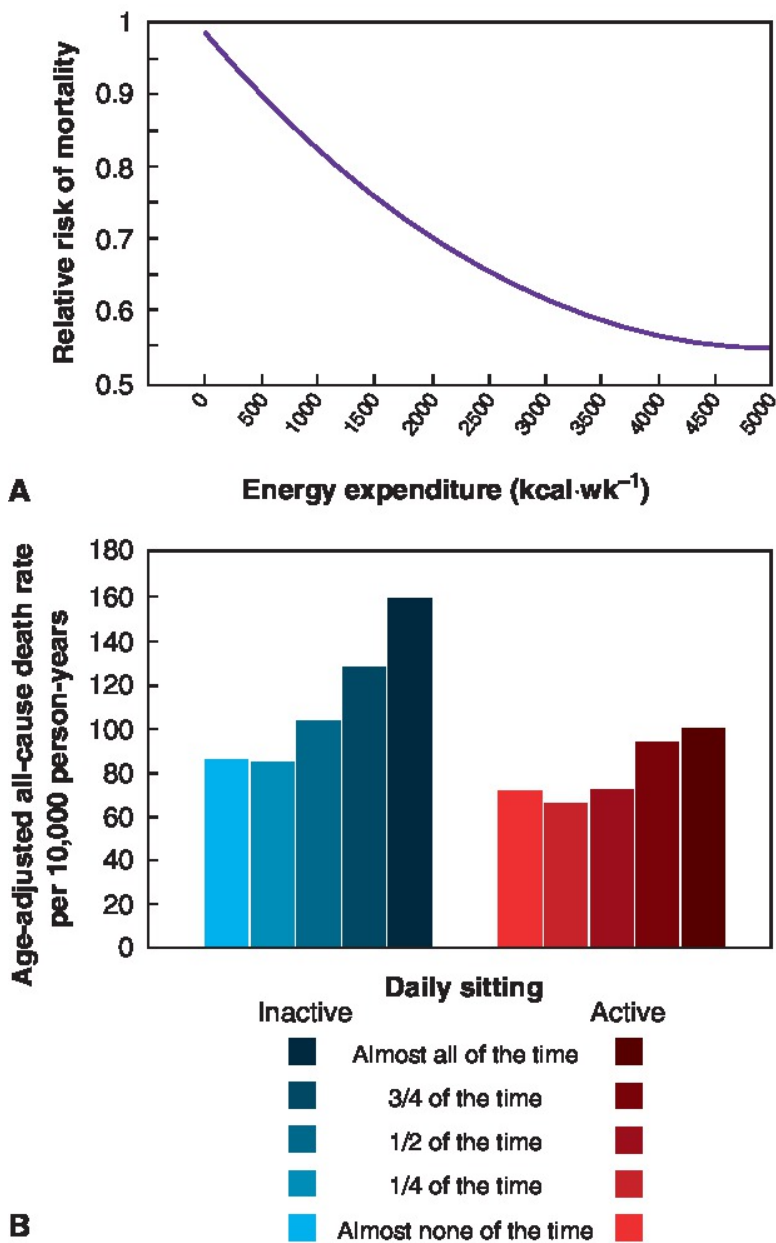 Relative risk of mortality
1
0.9
0.8
0.7
0.6
0.5
0
500
1000
1500
2000
2500
3000
3500
4000
4500
5000
A
Energy expenditure (kcal·wk⁻¹)
Age-adjusted all-cause death rate
per 10,000 person-years
180
160
140
120
100
80
60
40
20
0
Daily sitting
Inactive Active
Almost all of the time
3/4 of the time
1/2 of the time
1/4 of the time
Almost none of the time
B